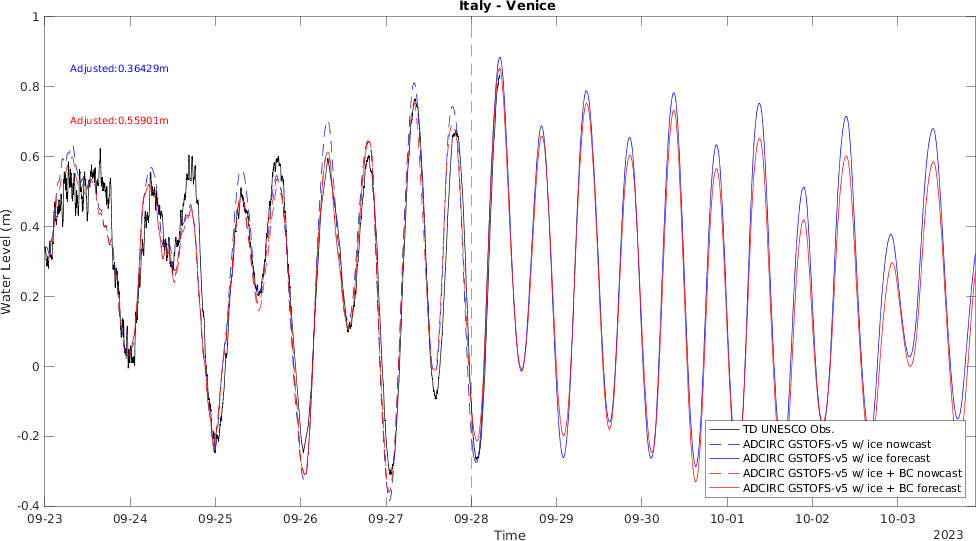 Italy - Venice
Adjusted:0.36429m
Adjusted:0.55901m
Water Level (m)
1
0.8
0.6
0.4
0.2
0
-0.2
-0.4
09-23 09-24 09-25 09-26 09-27 09-28 09-29 09-30 10-01 10-02 10-03
Time
2023
TD UNESCO Obs.
ADCIRC GSTOFS-v5 w/ ice nowcast
ADCIRC GSTOFS-v5 w/ ice forecast
ADCIRC GSTOFS-v5 w/ ice + BC nowcast
ADCIRC GSTOFS-v5 w/ ice + BC forecast